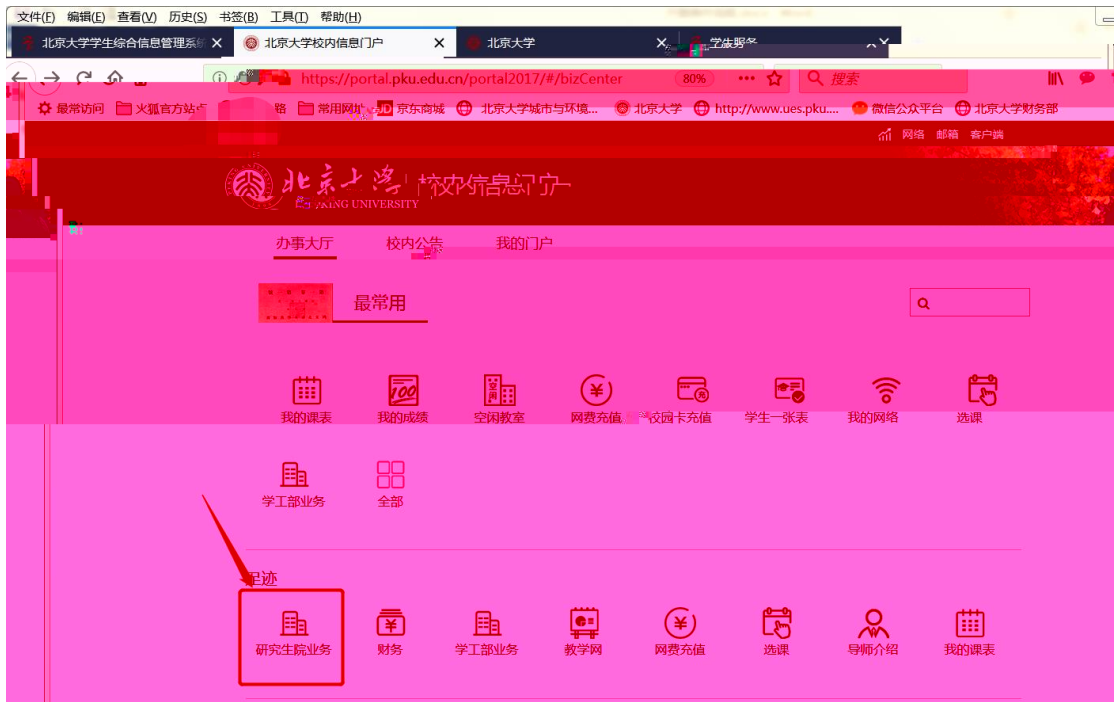 文件(F) 编辑(E) 查看(V) 历史(S) 书签(B) 工具(T) 帮助(H)
北京大学学生综合信息管理系统 北京大学校内信息门户 北京大学
https://portal.pku.edu.cn/portal2017/#/bizCenter 80% 搜索
最常访问 火狐官方站点 常用网址 JD 京东商城 北京大学城市与环境... 北京大学 http://www.ues.pku.... 微信公众平台 北京大学财务部
网络 邮箱 客户端
北京大学 校内信息门户
PEKING UNIVERSITY
办事大厅 校内公告 我的门户
最常用
我的课表 我的成绩 空闲教室 网费充值 校园卡充值 学生一张表 我的网络 选课
学工部业务 全部
足迹
研究生院业务 财务 学工部业务 教学网 网费充值 选课 导师介绍 我的课表